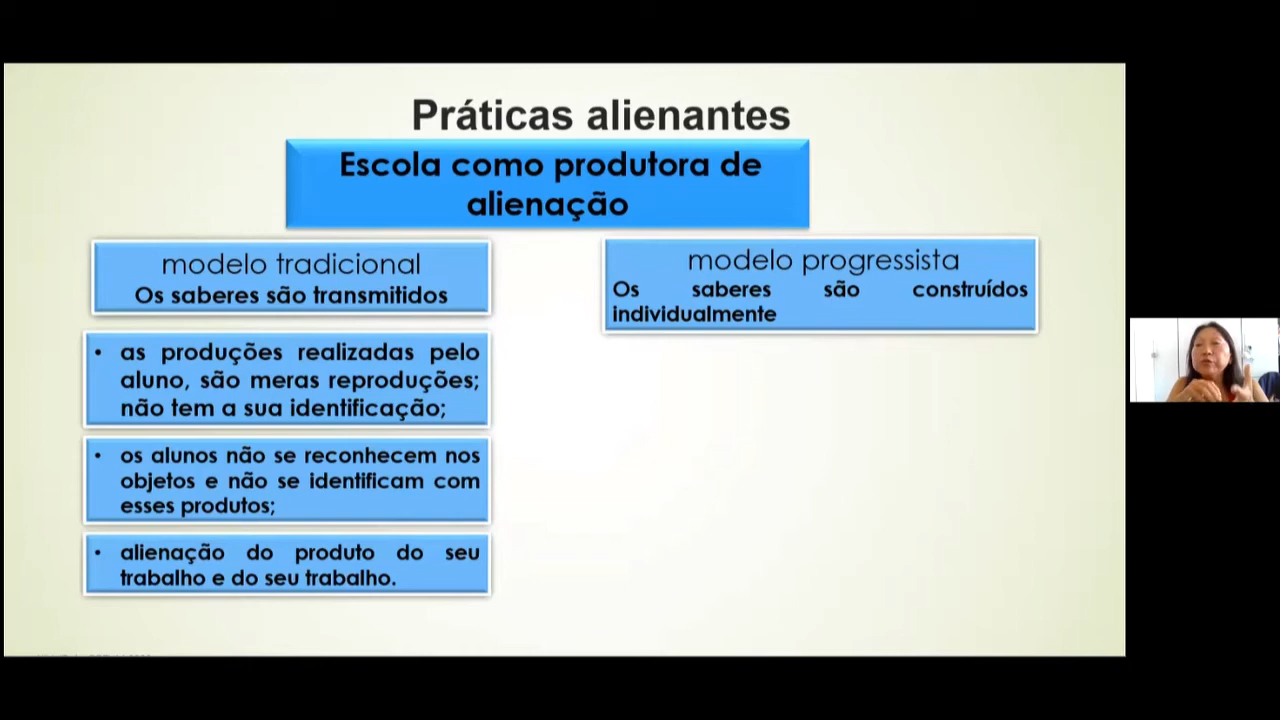 Práticas alienantes
Escola como produtora de
alienação
modelo tradicional
Os saberes são transmitidos
• as produções realizadas pelo
aluno, são meras reproduções;
não tem a sua identificação;
• os alunos não se reconhecem nos
objetos e não se identificam com
esses produtos;
• alienação do produto do seu
trabalho e do seu trabalho.
modelo progressista
Os saberes são construídos
individualmente